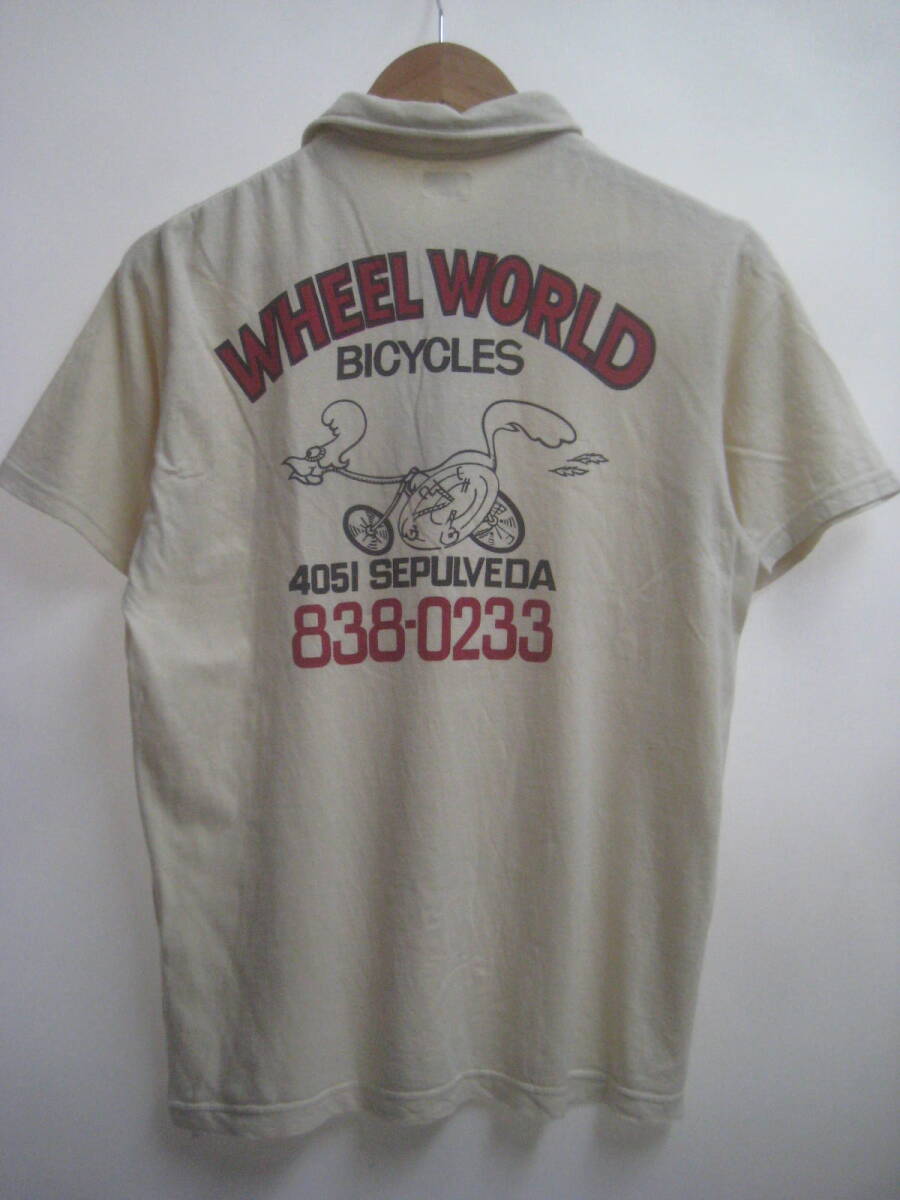 WHEEL WORLD
BICYCLES
4051 SEPULVEDA
838-0233